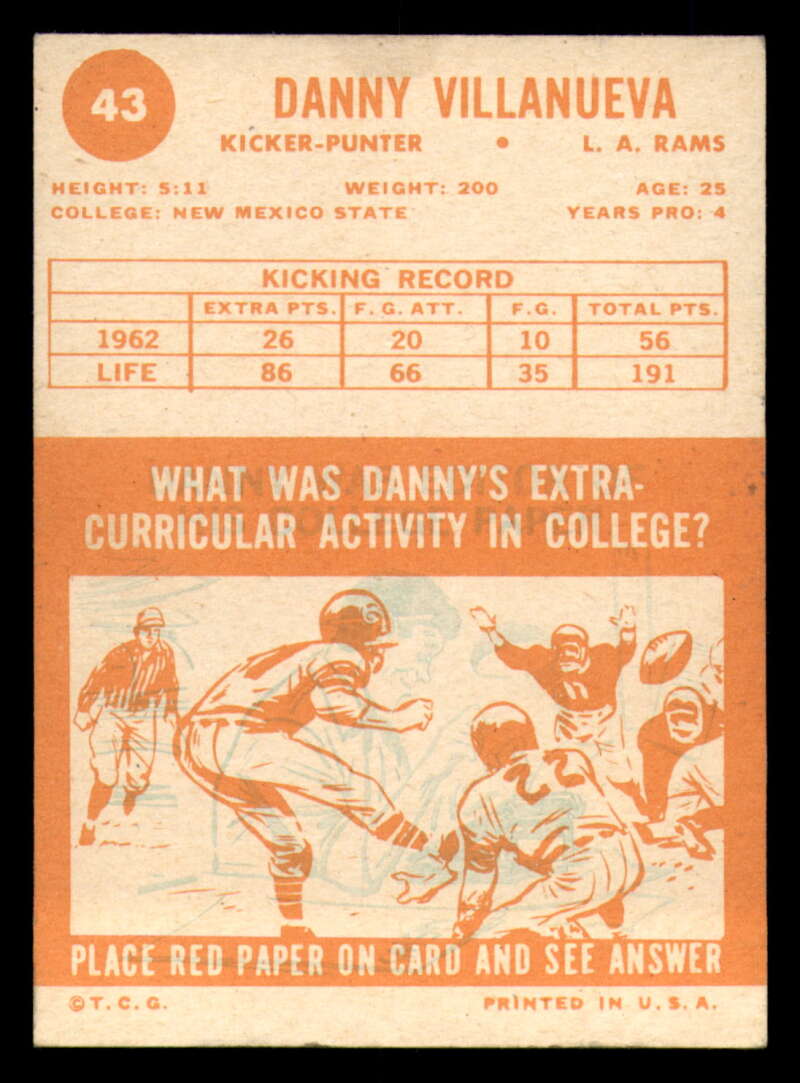 43
DANNY VILLANUEVA
KICKER-PUNTER • L. A. RAMS
HEIGHT: 5:11 WEIGHT: 200 AGE: 25
COLLEGE: NEW MEXICO STATE YEARS PRO: 4
KICKING RECORD
EXTRA PTS. F. G. ATT. F. G. TOTAL PTS.
1962 26 20 10 56
LIFE 86 66 35 191
WHAT WAS DANNY'S EXTRA-
CURRICULAR ACTIVITY IN COLLEGE?
11
22
PLACE RED PAPER ON CARD AND SEE ANSWER
© T. C. G. PRINTED IN U. S. A.